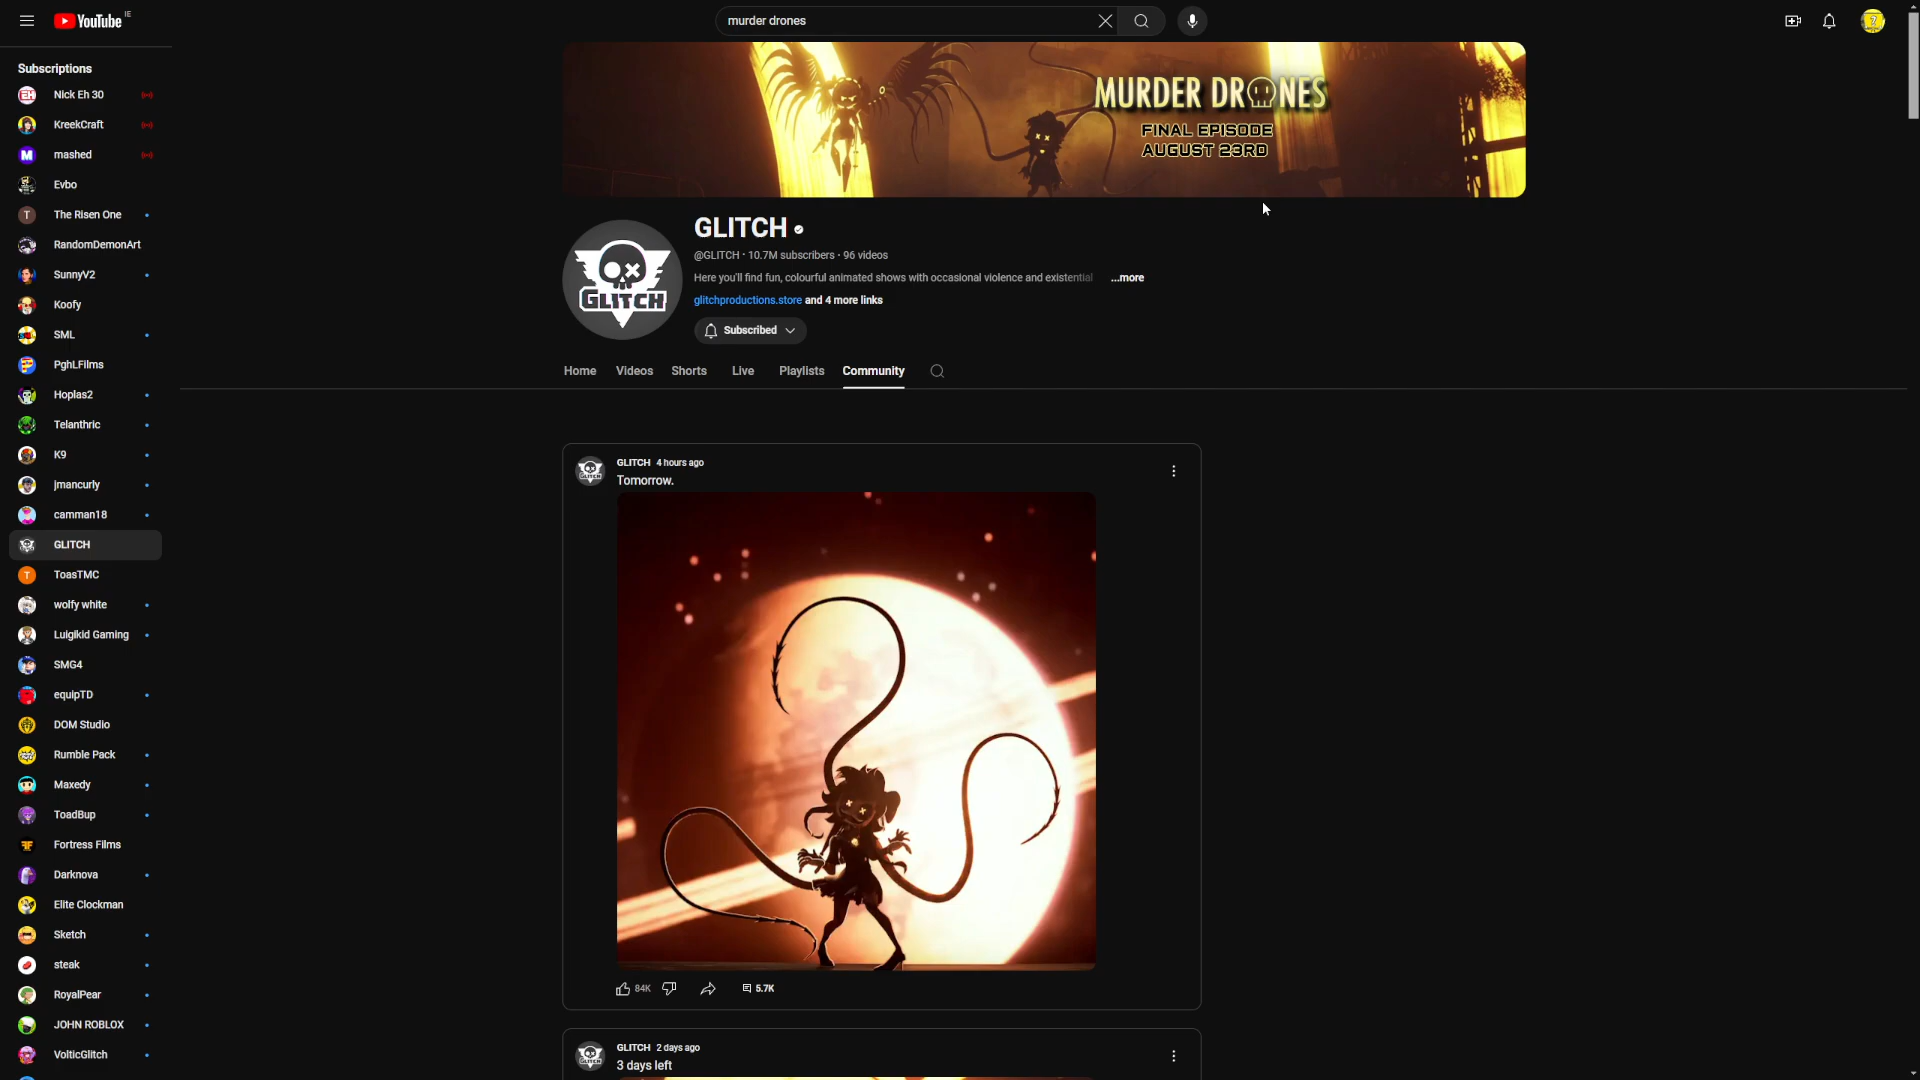 YouTube IE
murder drones
Subscriptions
Nick Eh 30
KreekCraft
mashed
Evbo
The Risen One
RandomDemonArt
SunnyV2
Koofy
SML
PghLFilms
Hoplas2
Telanthric
K9
jmancurly
camman18
GLITCH
ToasTMC
wolfy white
Luigikid Gaming
SMG4
equipTD
DOM Studio
Rumble Pack
Maxedy
ToadBup
Fortress Films
Darknova
Elite Clockman
Sketch
steak
RoyalPear
JOHN ROBLOX
VolticGlitch
MURDER DRONES
FINAL EPISODE
AUGUST 23RD
GLITCH
GLITCH
@GLITCH · 10.7M subscribers · 96 videos
Here you'll find fun, colourful animated shows with occasional violence and existential ...more
glitchproductions.store and 4 more links
Subscribed
Home Videos Shorts Live Playlists Community
GLITCH 4 hours ago
Tomorrow.
84K 5.7K
GLITCH 2 days ago
3 days left